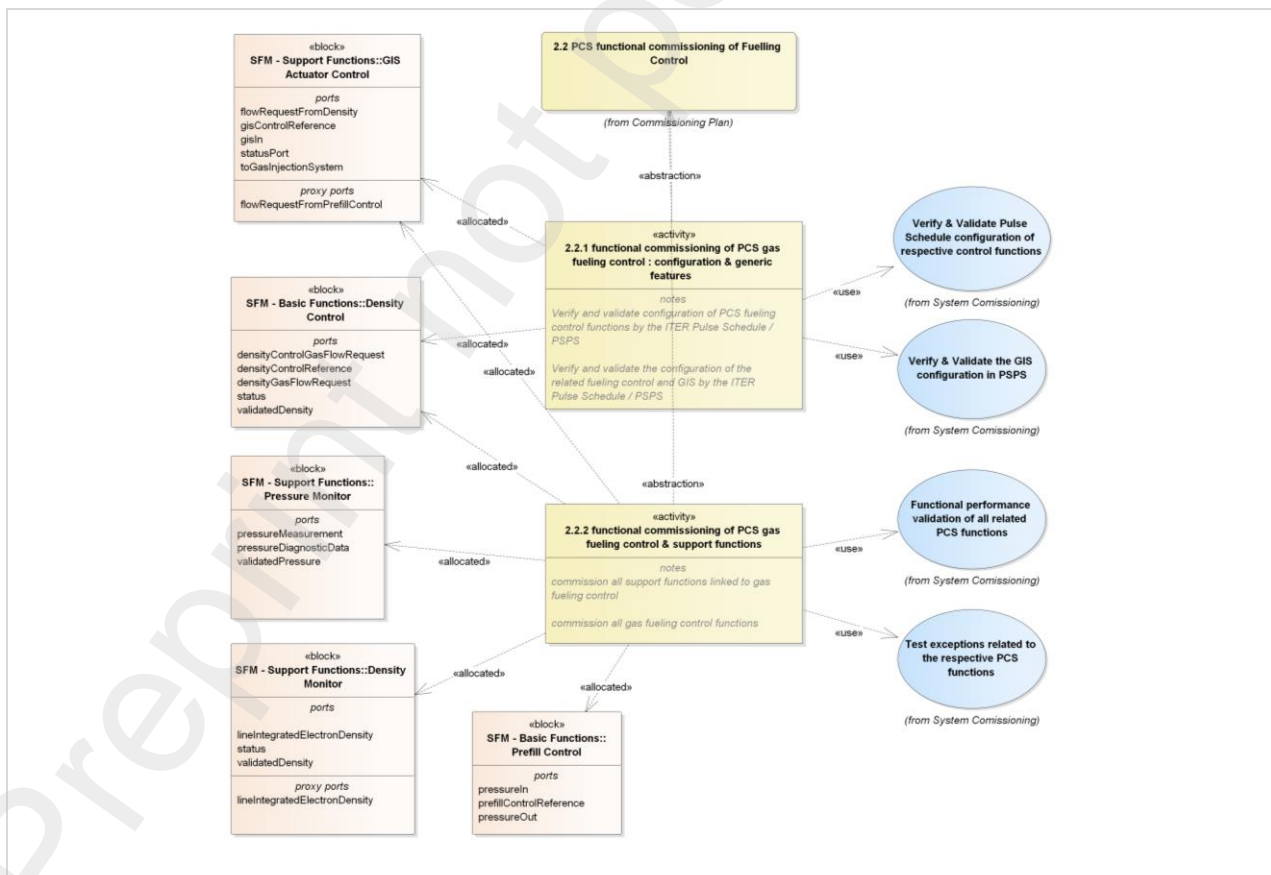 «block»
SFM - Support Functions::GIS
Actuator Control
ports
flowRequestFromDensity
gisControlReference
gisIn
statusPort
toGasInjectionSystem
proxy ports
flowRequestFromPrefillControl
2.2 PCS functional commissioning of Fuelling
Control
(from Commissioning Plan)
«abstraction»
«allocated»
«activity»
2.2.1 functional commissioning of PCS gas
fueling control : configuration & generic
features
notes
Verify and validate configuration of PCS fueling
control functions by the ITER Pulse Schedule /
PSPS
Verify and validate the configuration of the
related fueling control and GIS by the ITER
Pulse Schedule / PSPS
Verify & Validate Pulse
Schedule configuration of
respective control functions
«use»
(from System Comissioning)
«block»
SFM - Basic Functions::Density
Control
ports
densityControlGasFlowRequest
densityControlReference
densityGasFlowRequest
status
validatedDensity
«allocated»
«allocated»
«use»
Verify & Validate the GIS
configuration in PSPS
(from System Comissioning)
«allocated»
«abstraction»
«block»
SFM - Support Functions::
Pressure Monitor
ports
pressureMeasurement
pressureDiagnosticData
validatedPressure
«allocated»
«activity»
2.2.2 functional commissioning of PCS gas
fueling control & support functions
notes
commission all support functions linked to gas
fueling control
commission all gas fueling control functions
Functional performance
validation of all related
PCS functions
«use»
(from System Comissioning)
«use»
Test exceptions related to
the respective PCS
functions
(from System Comissioning)
«block»
SFM - Support Functions::Density
Monitor
ports
lineIntegratedElectronDensity
status
validatedDensity
proxy ports
lineIntegratedElectronDensity
«allocated»
«allocated»
«block»
SFM - Basic Functions::
Prefill Control
ports
pressureIn
prefillControlReference
pressureOut
Preprint not p